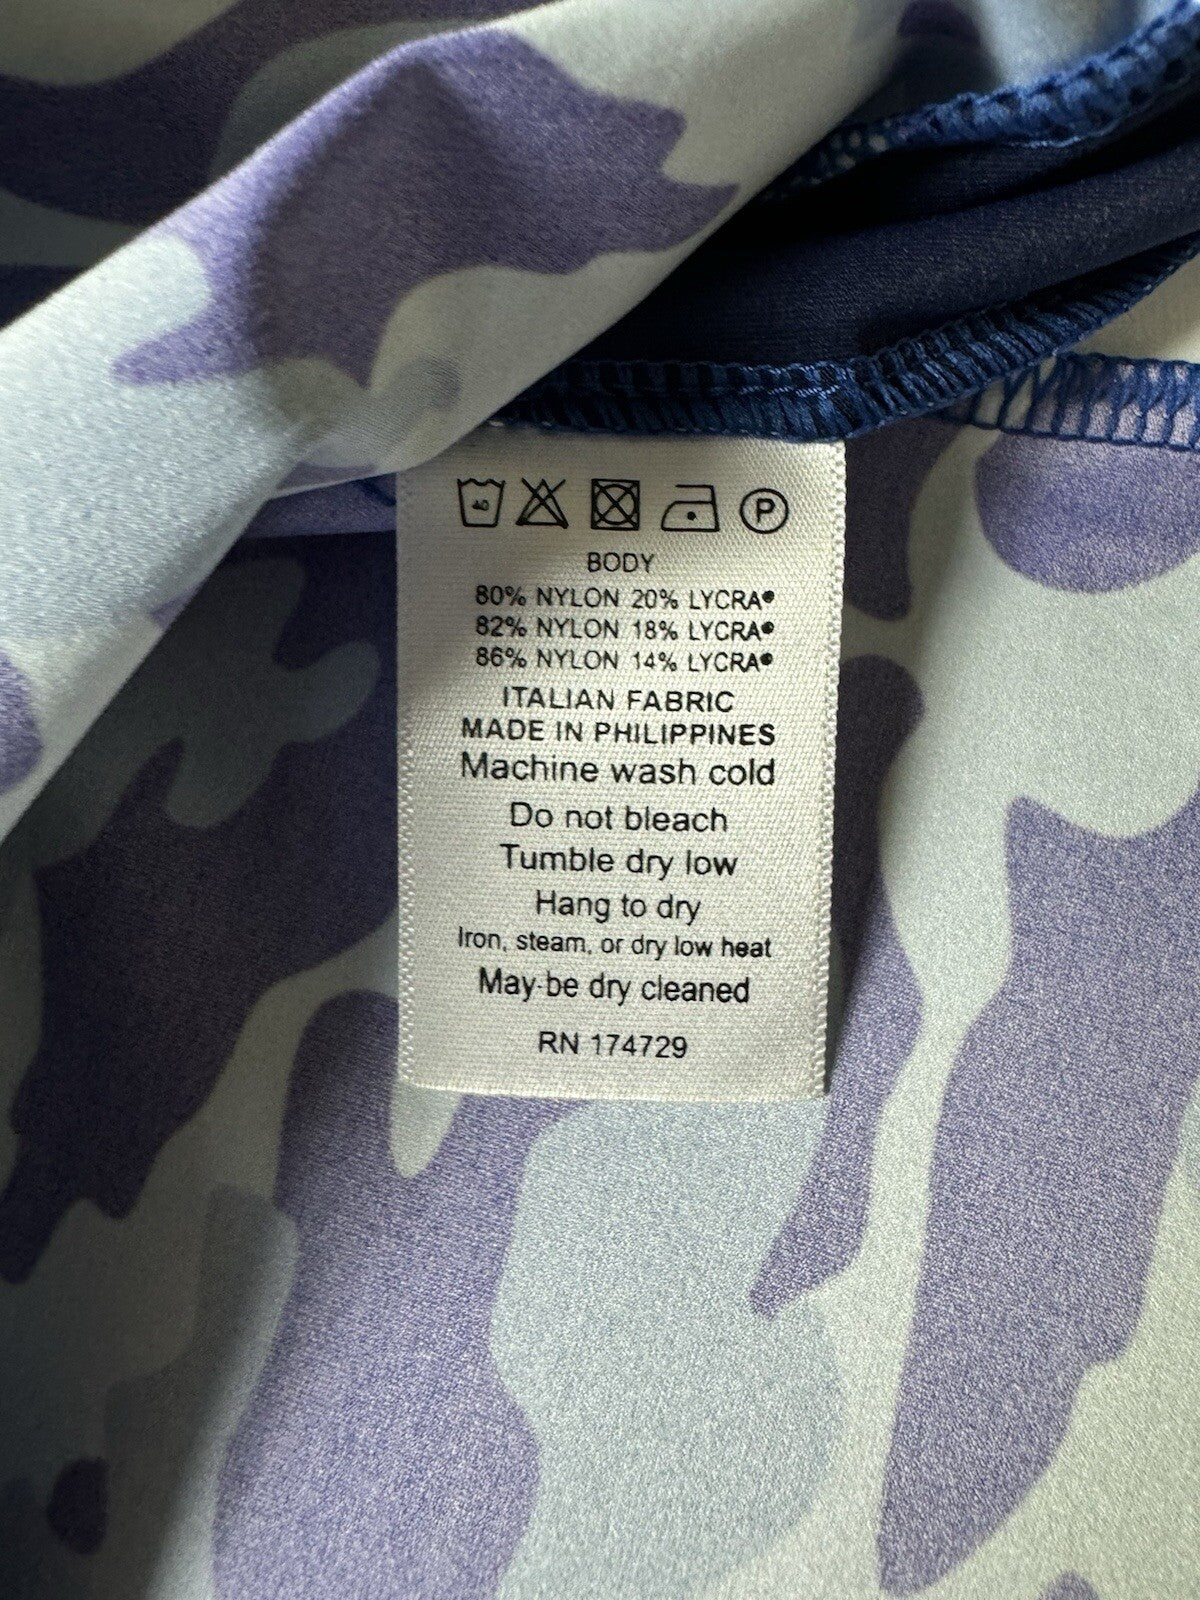 40 P
BODY
80% NYLON 20% LYCRA®
82% NYLON 18% LYCRA®
86% NYLON 14% LYCRA®
ITALIAN FABRIC
MADE IN PHILIPPINES
Machine wash cold
Do not bleach
Tumble dry low
Hang to dry
Iron, steam, or dry low heat
May be dry cleaned
RN 174729